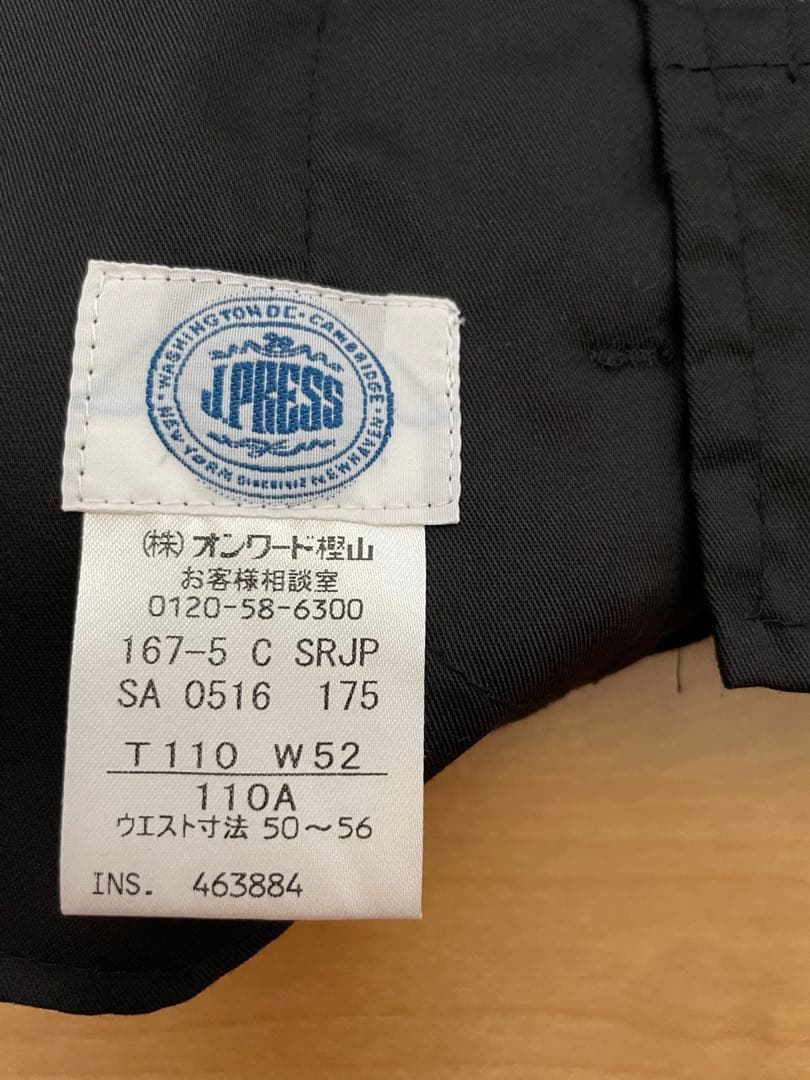 WASHINGTON DC · CAMBRIDGE ·
J.PRESS
NEW YORK
NEW HAVEN
(株)オンワード樫山
お客様相談室
0120-58-6300
167-5 C SRJP
SA 0516 175
T110 W52
110A
ウエスト寸法 50～56
INS. 463884